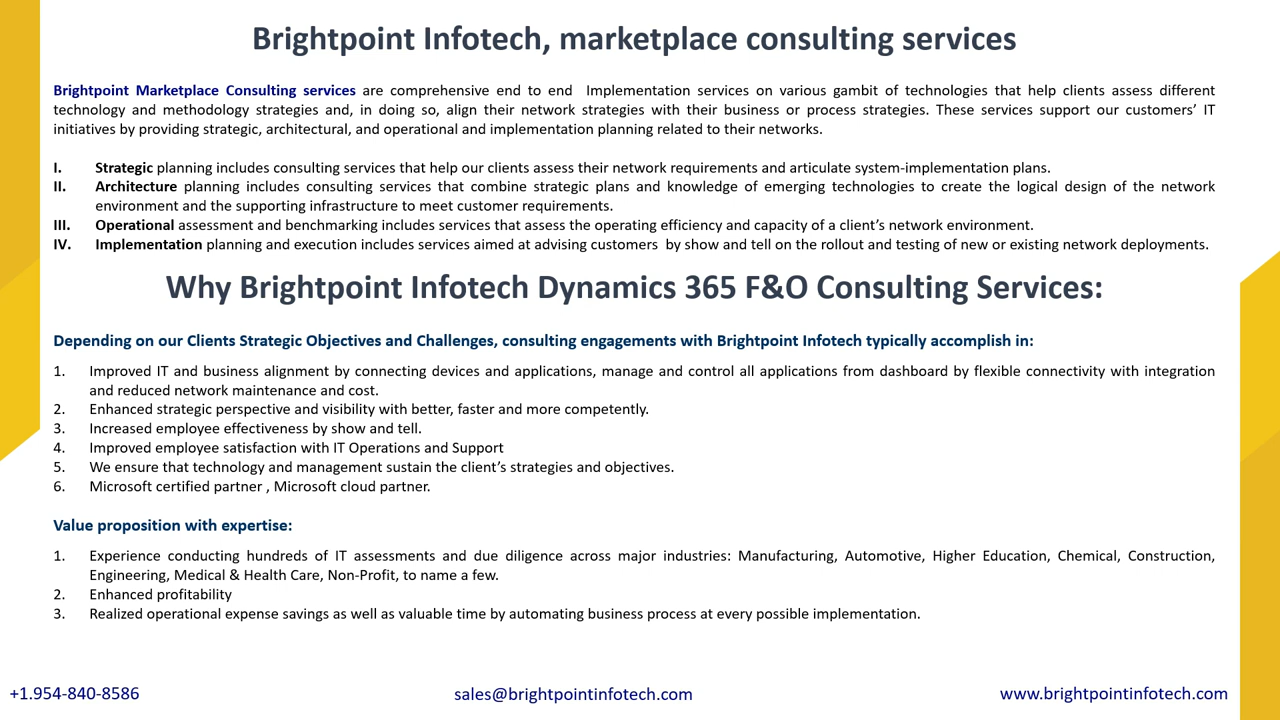 Brightpoint Infotech, marketplace consulting services
Brightpoint Marketplace Consulting services are comprehensive end to end  Implementation services on various gambit of technologies that help clients assess different
technology and methodology strategies and, in doing so, align their network strategies with their business or process strategies. These services support our customers’ IT
initiatives by providing strategic, architectural, and operational and implementation planning related to their networks.
I. Strategic planning includes consulting services that help our clients assess their network requirements and articulate system-implementation plans.
II. Architecture planning includes consulting services that combine strategic plans and knowledge of emerging technologies to create the logical design of the network
environment and the supporting infrastructure to meet customer requirements.
III. Operational assessment and benchmarking includes services that assess the operating efficiency and capacity of a client’s network environment.
IV. Implementation planning and execution includes services aimed at advising customers  by show and tell on the rollout and testing of new or existing network deployments.
Why Brightpoint Infotech Dynamics 365 F&O Consulting Services:
Depending on our Clients Strategic Objectives and Challenges, consulting engagements with Brightpoint Infotech typically accomplish in:
1. Improved IT and business alignment by connecting devices and applications, manage and control all applications from dashboard by flexible connectivity with integration
and reduced network maintenance and cost.
2. Enhanced strategic perspective and visibility with better, faster and more competently.
3. Increased employee effectiveness by show and tell.
4. Improved employee satisfaction with IT Operations and Support
5. We ensure that technology and management sustain the client’s strategies and objectives.
6. Microsoft certified partner , Microsoft cloud partner.
Value proposition with expertise:
1. Experience conducting hundreds of IT assessments and due diligence across major industries: Manufacturing, Automotive, Higher Education, Chemical, Construction,
Engineering, Medical & Health Care, Non-Profit, to name a few.
2. Enhanced profitability
3. Realized operational expense savings as well as valuable time by automating business process at every possible implementation.
+1.954-840-8586
sales@brightpointinfotech.com
www.brightpointinfotech.com